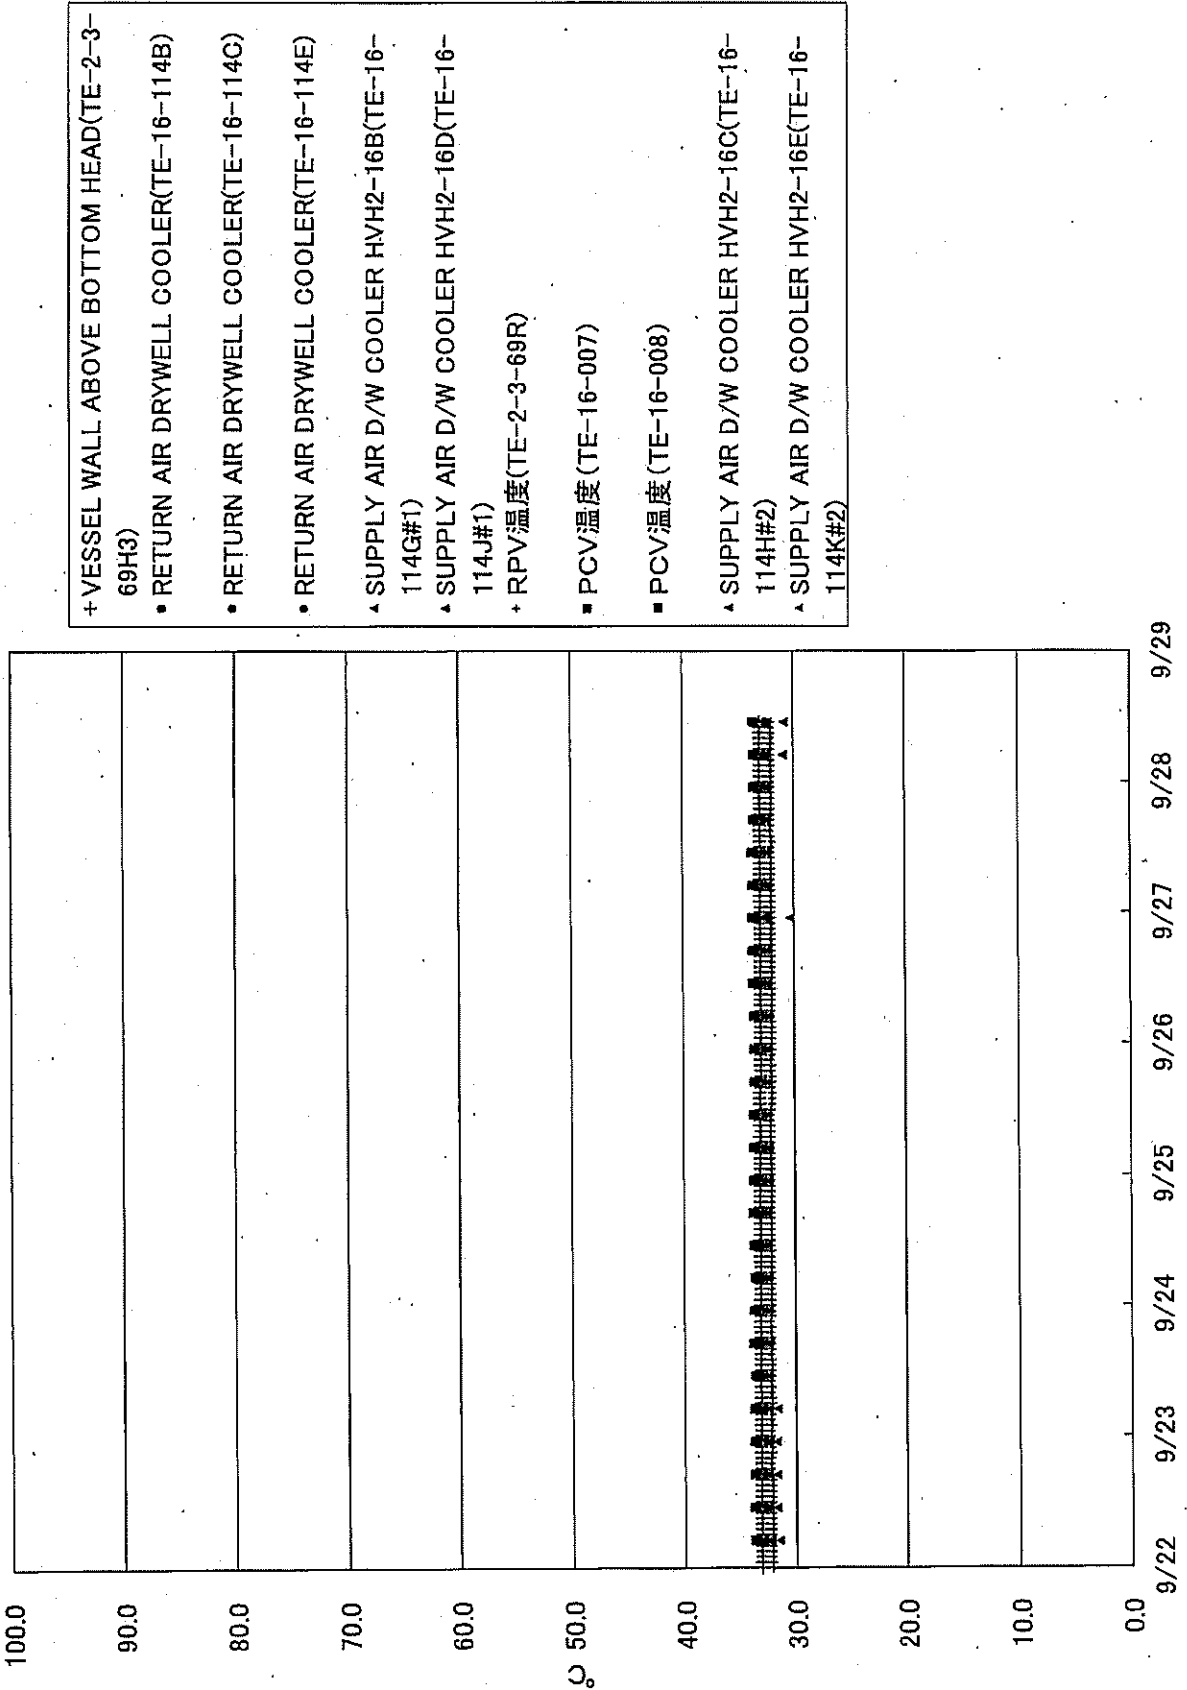 100.0
90.0
80.0
70.0
60.0
50.0
40.0
30.0
20.0
10.0
0.0
℃
9/22
9/23
9/24
9/25
9/26
9/27
9/28
9/29
+ VESSEL WALL ABOVE BOTTOM HEAD(TE-2-3-
69H3)
• RETURN AIR DRYWELL COOLER(TE-16-114B)
• RETURN AIR DRYWELL COOLER(TE-16-114C)
• RETURN AIR DRYWELL COOLER(TE-16-114E)
▲ SUPPLY AIR D/W COOLER HVH2-16B(TE-16-
114G#1)
▲ SUPPLY AIR D/W COOLER HVH2-16D(TE-16-
114J#1)
+ RPV温度(TE-2-3-69R)
■ PCV温度(TE-16-007)
■ PCV温度(TE-16-008)
▲ SUPPLY AIR D/W COOLER HVH2-16C(TE-16-
114H#2)
▲ SUPPLY AIR D/W COOLER HVH2-16E(TE-16-
114K#2)